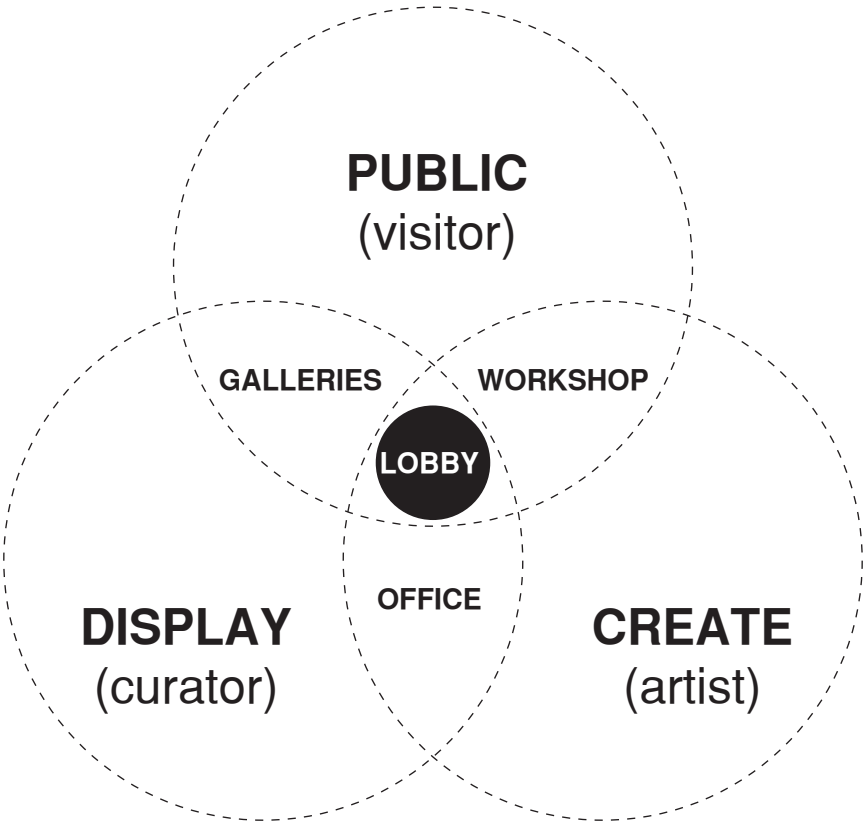 PUBLIC
(visitor)
GALLERIES
WORKSHOP
LOBBY
OFFICE
DISPLAY
(curator)
CREATE
(artist)